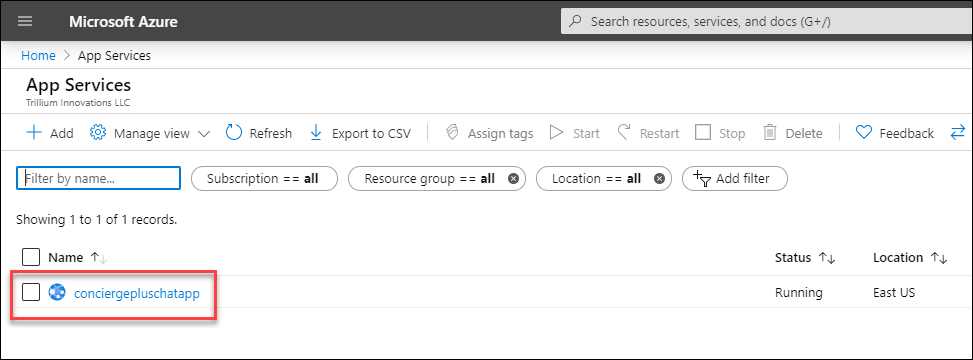 Microsoft Azure Search resources, services, and docs (G+/)
Home > App Services
App Services
Trillium Innovations LLC
Add Manage view Refresh Export to CSV Assign tags Start Restart Stop Delete Feedback
Filter by name... Subscription == all Resource group == all Location == all Add filter
Showing 1 to 1 of 1 records.
Name Status Location
conciergepluschatapp Running East US